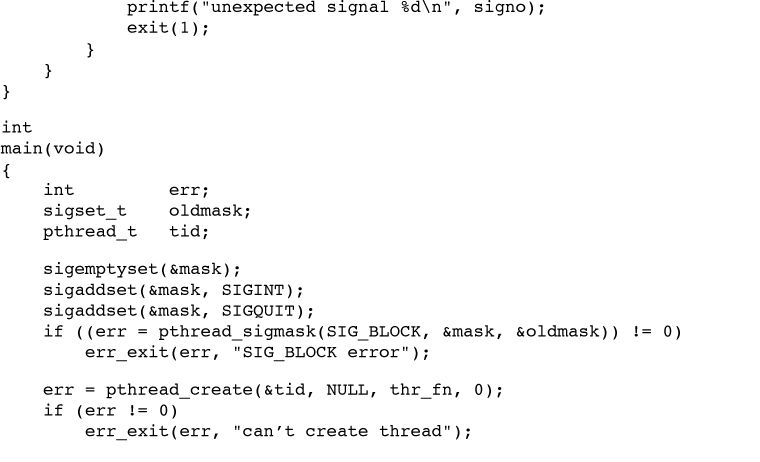 printf("unexpected signal %d\n", signo);
            exit(1);
        }
    }
}
int
main(void)
{
    int         err;
    sigset_t    oldmask;
    pthread_t   tid;
    sigemptyset(&mask);
    sigaddset(&mask, SIGINT);
    sigaddset(&mask, SIGQUIT);
    if ((err = pthread_sigmask(SIG_BLOCK, &mask, &oldmask)) != 0)
        err_exit(err, "SIG_BLOCK error");
    err = pthread_create(&tid, NULL, thr_fn, 0);
    if (err != 0)
        err_exit(err, "can’t create thread");